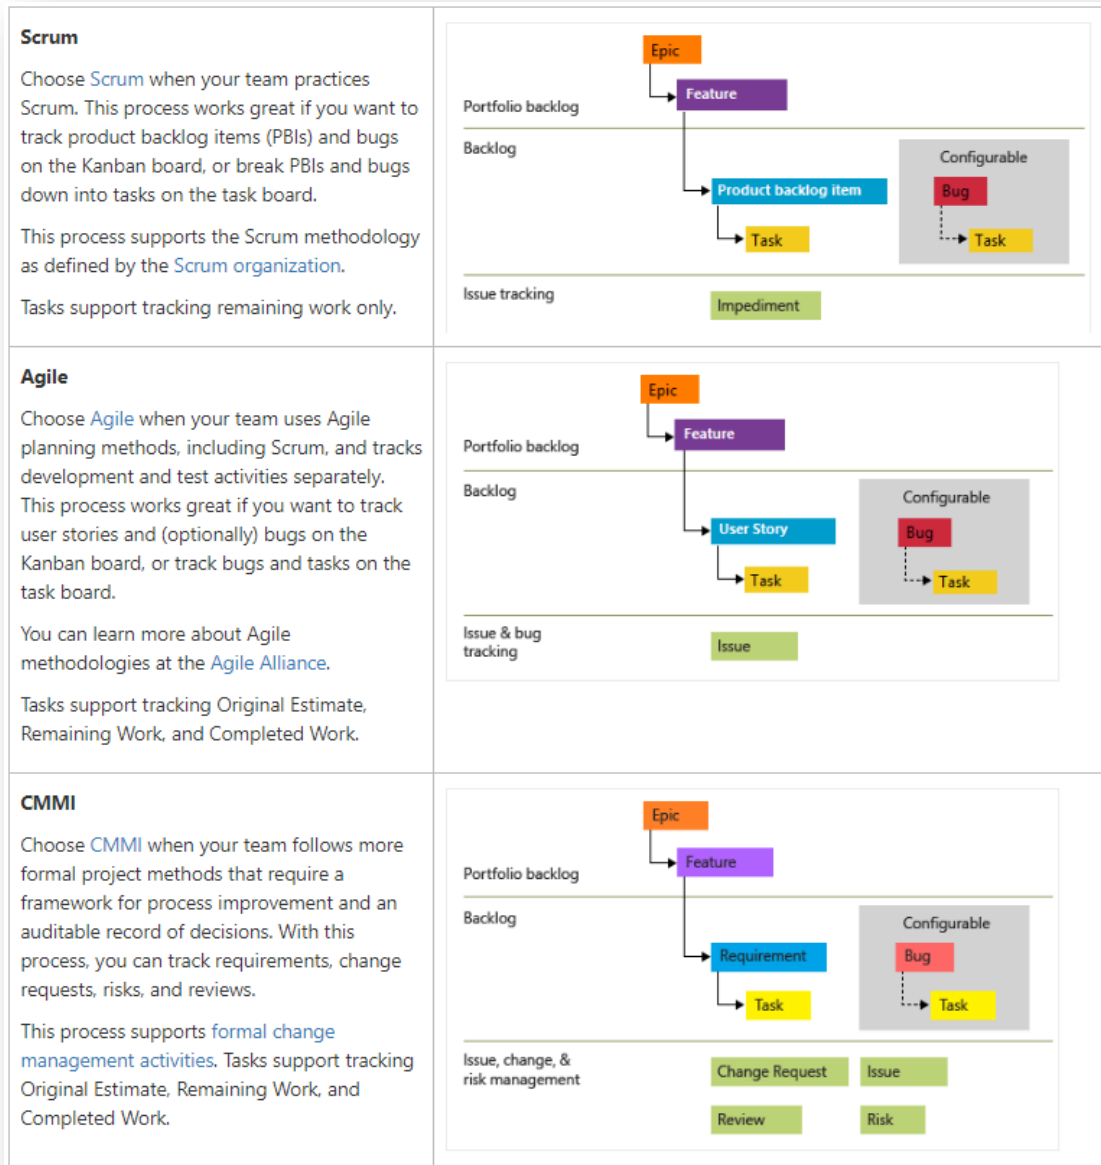 Scrum
Choose Scrum when your team practices
Scrum. This process works great if you want to
track product backlog items (PBIs) and bugs
on the Kanban board, or break PBIs and bugs
down into tasks on the task board.
This process supports the Scrum methodology
as defined by the Scrum organization.
Tasks support tracking remaining work only.
Epic
Feature
Portfolio backlog
Backlog
Configurable
Product backlog item
Bug
Task
Task
Issue tracking
Impediment
Agile
Choose Agile when your team uses Agile
planning methods, including Scrum, and tracks
development and test activities separately.
This process works great if you want to track
user stories and (optionally) bugs on the
Kanban board, or track bugs and tasks on the
task board.
You can learn more about Agile
methodologies at the Agile Alliance.
Tasks support tracking Original Estimate,
Remaining Work, and Completed Work.
Epic
Feature
Portfolio backlog
Backlog
Configurable
User Story
Bug
Task
Task
Issue & bug
tracking
Issue
CMMI
Choose CMMI when your team follows more
formal project methods that require a
framework for process improvement and an
auditable record of decisions. With this
process, you can track requirements, change
requests, risks, and reviews.
This process supports formal change
management activities. Tasks support tracking
Original Estimate, Remaining Work, and
Completed Work.
Epic
Feature
Portfolio backlog
Backlog
Configurable
Requirement
Bug
Task
Task
Issue, change, &
risk management
Change Request
Issue
Review
Risk